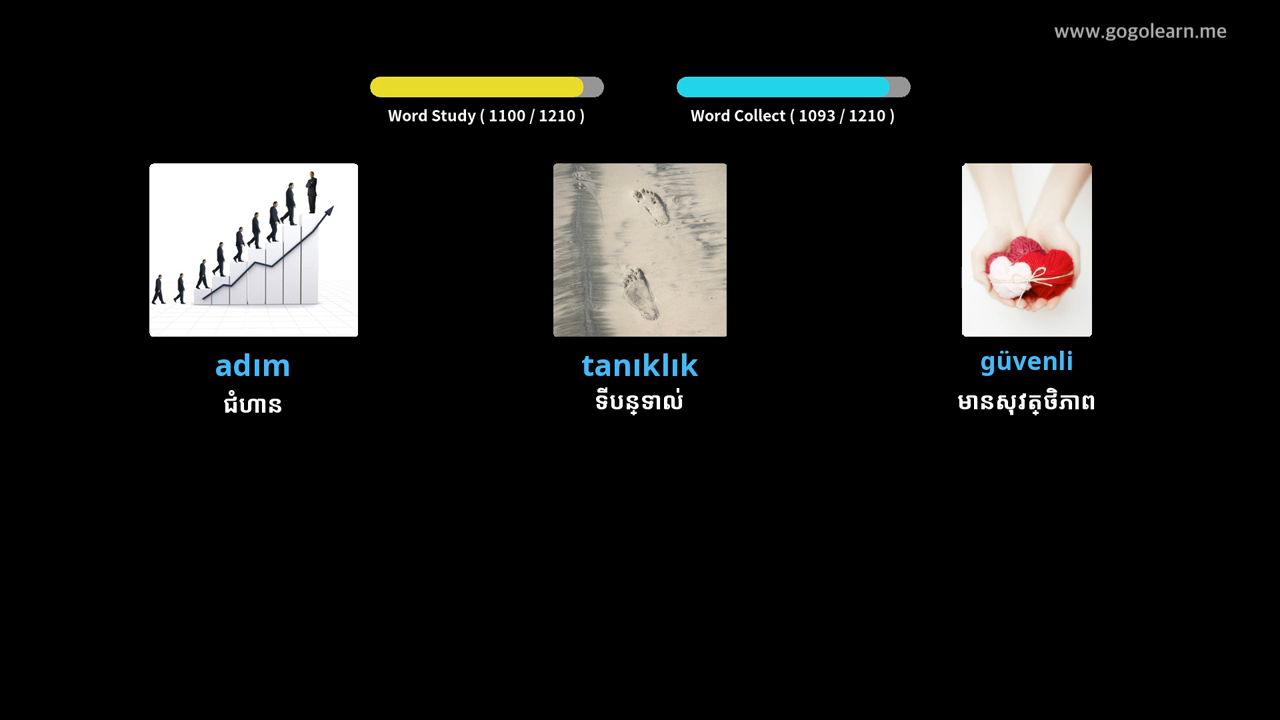 www.gogolearn.me
Word Study ( 1100 / 1210 )
Word Collect ( 1093 / 1210 )
adım
tanıklık
güvenli
ជំហាន
ទីបន្ទាល់
មានសុវត្ថិភាព